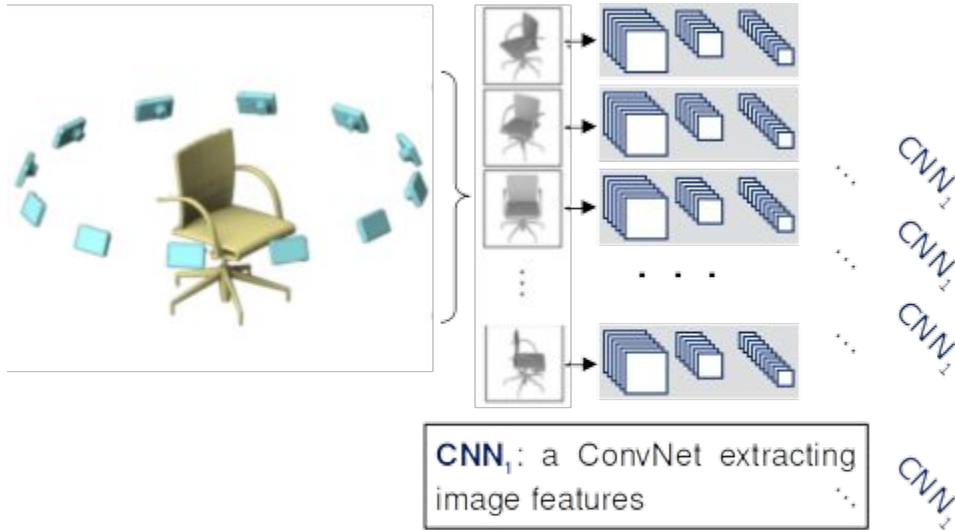 CNN₁
CNN₁
CNN₁
CNN₁: a ConvNet extracting
image features
CNN₁